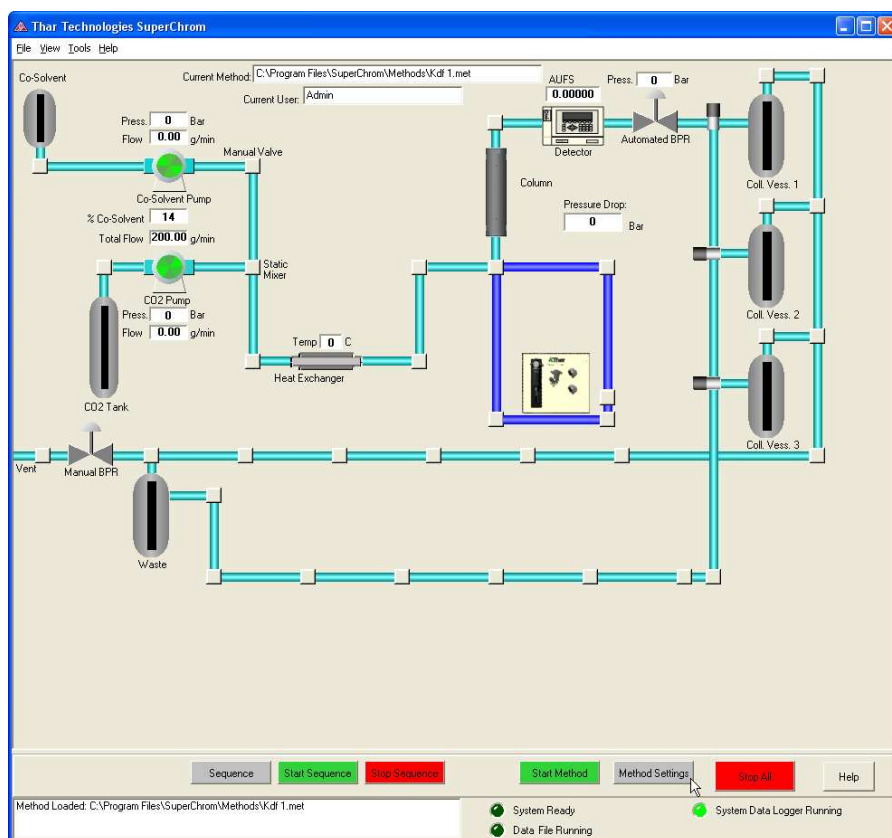 Thar Technologies SuperChrom
File View Tools Help
Co-Solvent
Current Method: C:\Program Files\SuperChrom\Methods\Kdf 1.met
Current User: Admin
AUFS
0.00000
Press. 0 Bar
Press. 0 Bar
Flow 0.00 g/min
Manual Valve
Detector
Automated BPR
Coll. Vess. 1
Column
Co-Solvent Pump
% Co-Solvent 14
Total Flow 200.00 g/min
Pressure Drop:
0
Bar
Static
Mixer
CO2 Pump
Press. 0 Bar
Flow 0.00 g/min
Coll. Vess. 2
Temp 0 C
Heat Exchanger
CO2 Tank
Coll. Vess. 3
Vent
Manual BPR
Waste
Sequence
Start Sequence
Stop Sequence
Start Method
Method Settings
Stop All
Help
Method Loaded: C:\Program Files\SuperChrom\Methods\Kdf 1.met
System Ready
System Data Logger Running
Data File Running